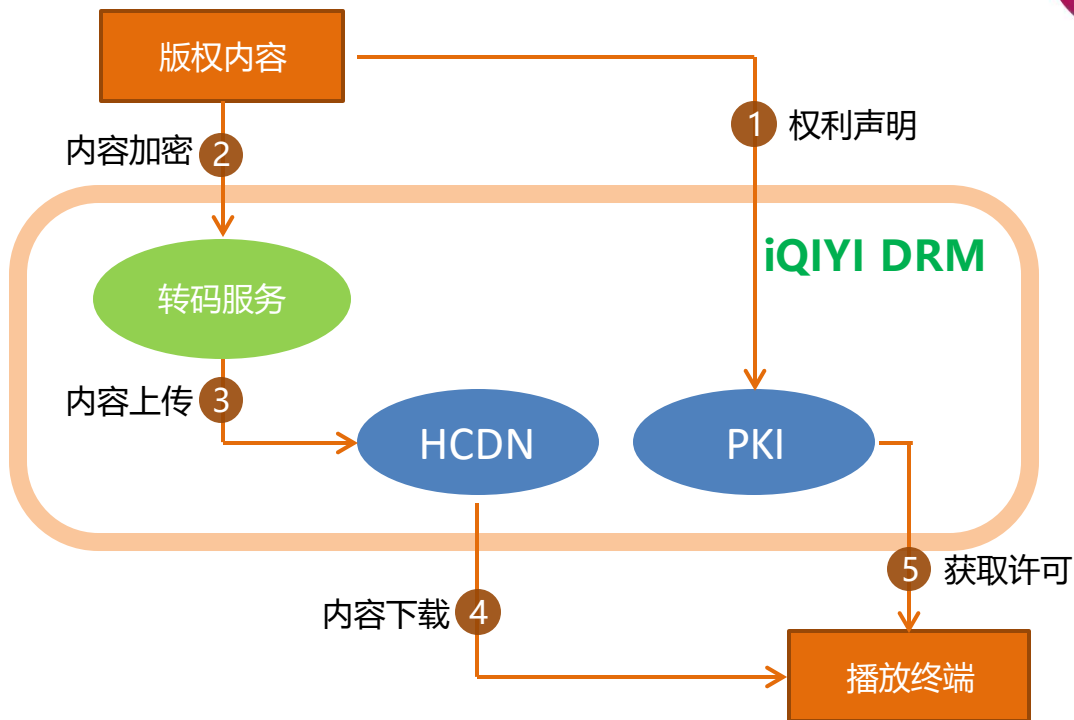 版权内容
1 权利声明
内容加密 2
iQIYI DRM
转码服务
内容上传 3
HCDN
PKI
5 获取许可
内容下载 4
播放终端